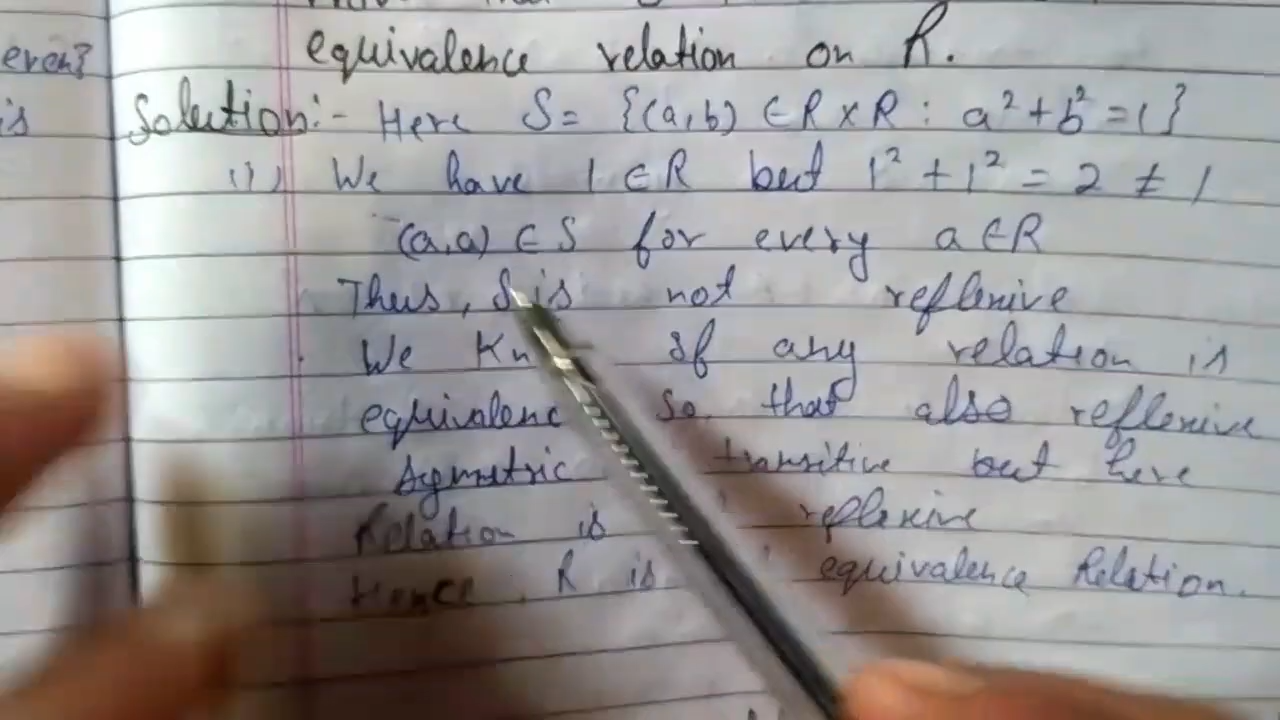 even?
equivalence relation on R.
is
Solution:- Here S= {(a,b) ∈ R×R : a²+b²=1}
(i) We have 1 ∈ R but 1²+1² = 2 ≠ 1
(a,a) ∈ S for every a ∈ R
Thus, S is not reflexive
We Kn If any relation is
equivalenc so that also reflexive
Symmetric transitive but here
Relation is reflexive
Hence, R is equivalence Relation.